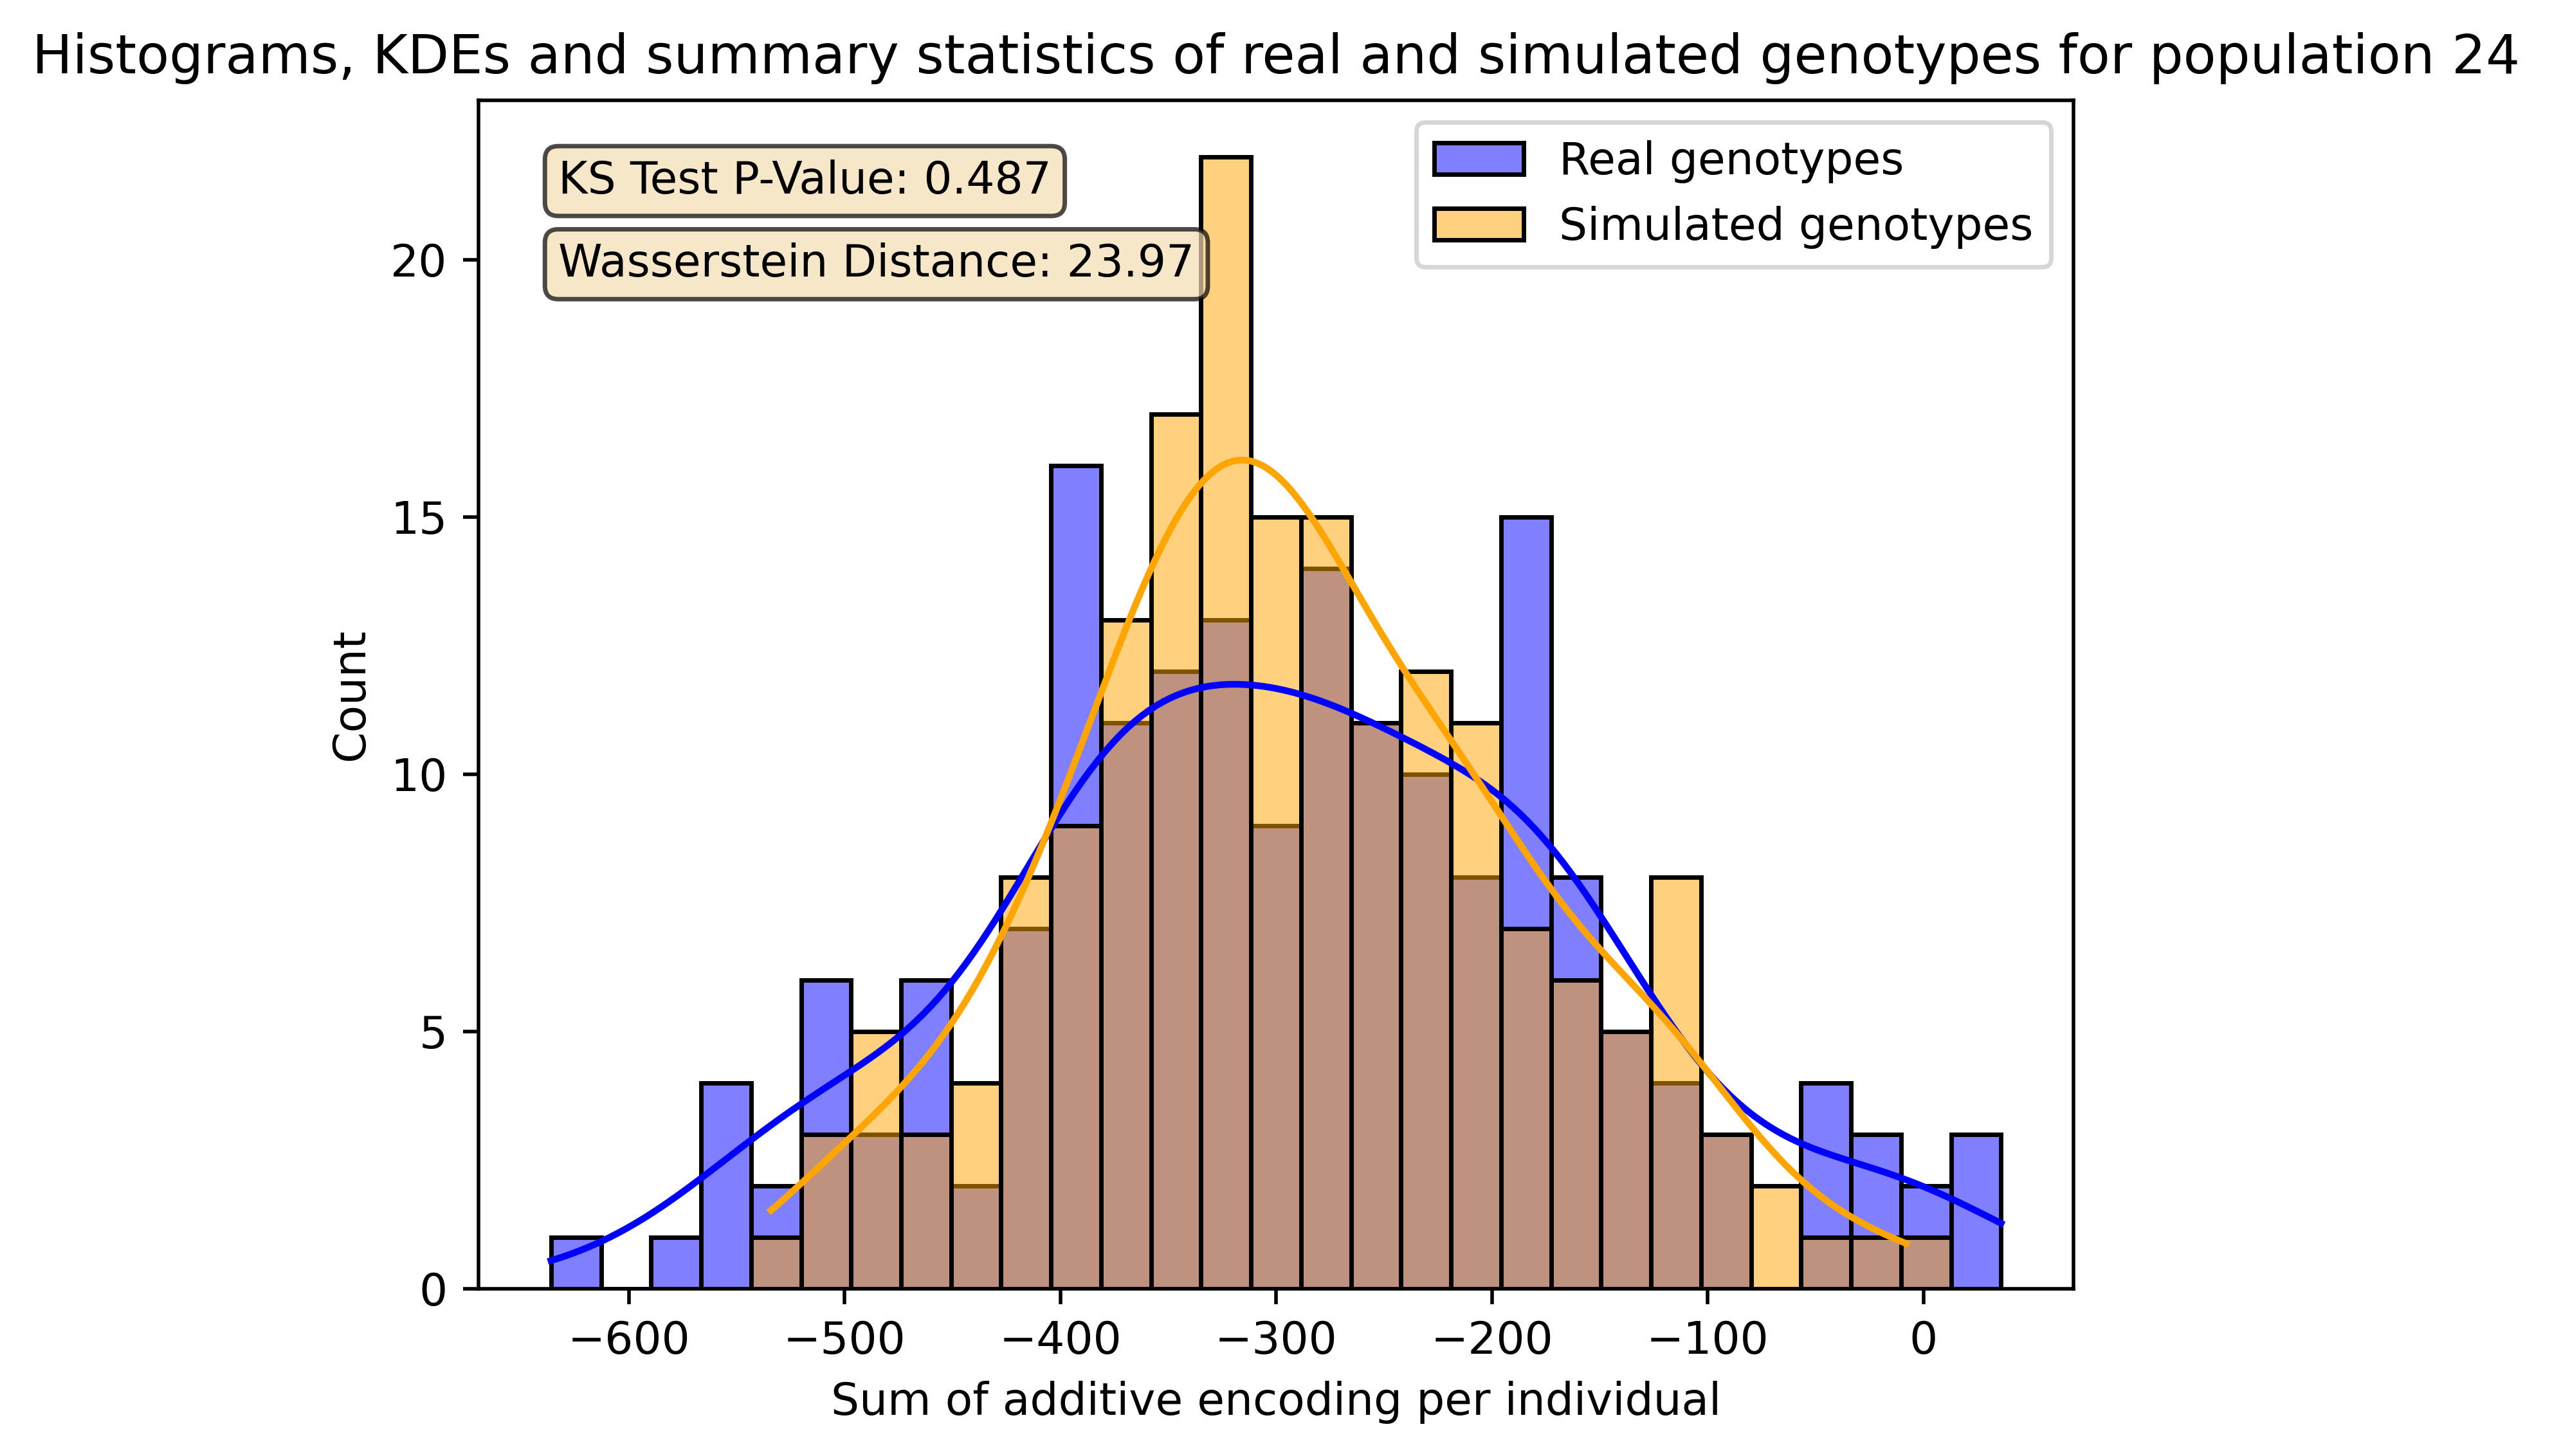 Histograms, KDEs and summary statistics of real and simulated genotypes for population 24
KS Test P-Value: 0.487
Wasserstein Distance: 23.97
Real genotypes
Simulated genotypes
20
15
10
5
0
Count
−600 −500 −400 −300 −200 −100 0
Sum of additive encoding per individual